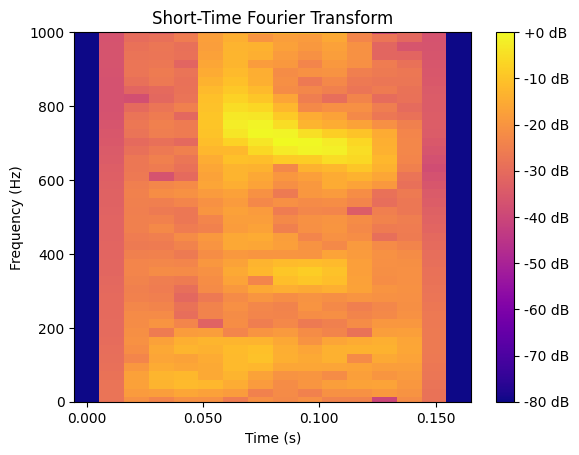 Short-Time Fourier Transform
1000
800
600
400
200
0
Frequency (Hz)
0.000
0.050
0.100
0.150
Time (s)
+0 dB
-10 dB
-20 dB
-30 dB
-40 dB
-50 dB
-60 dB
-70 dB
-80 dB